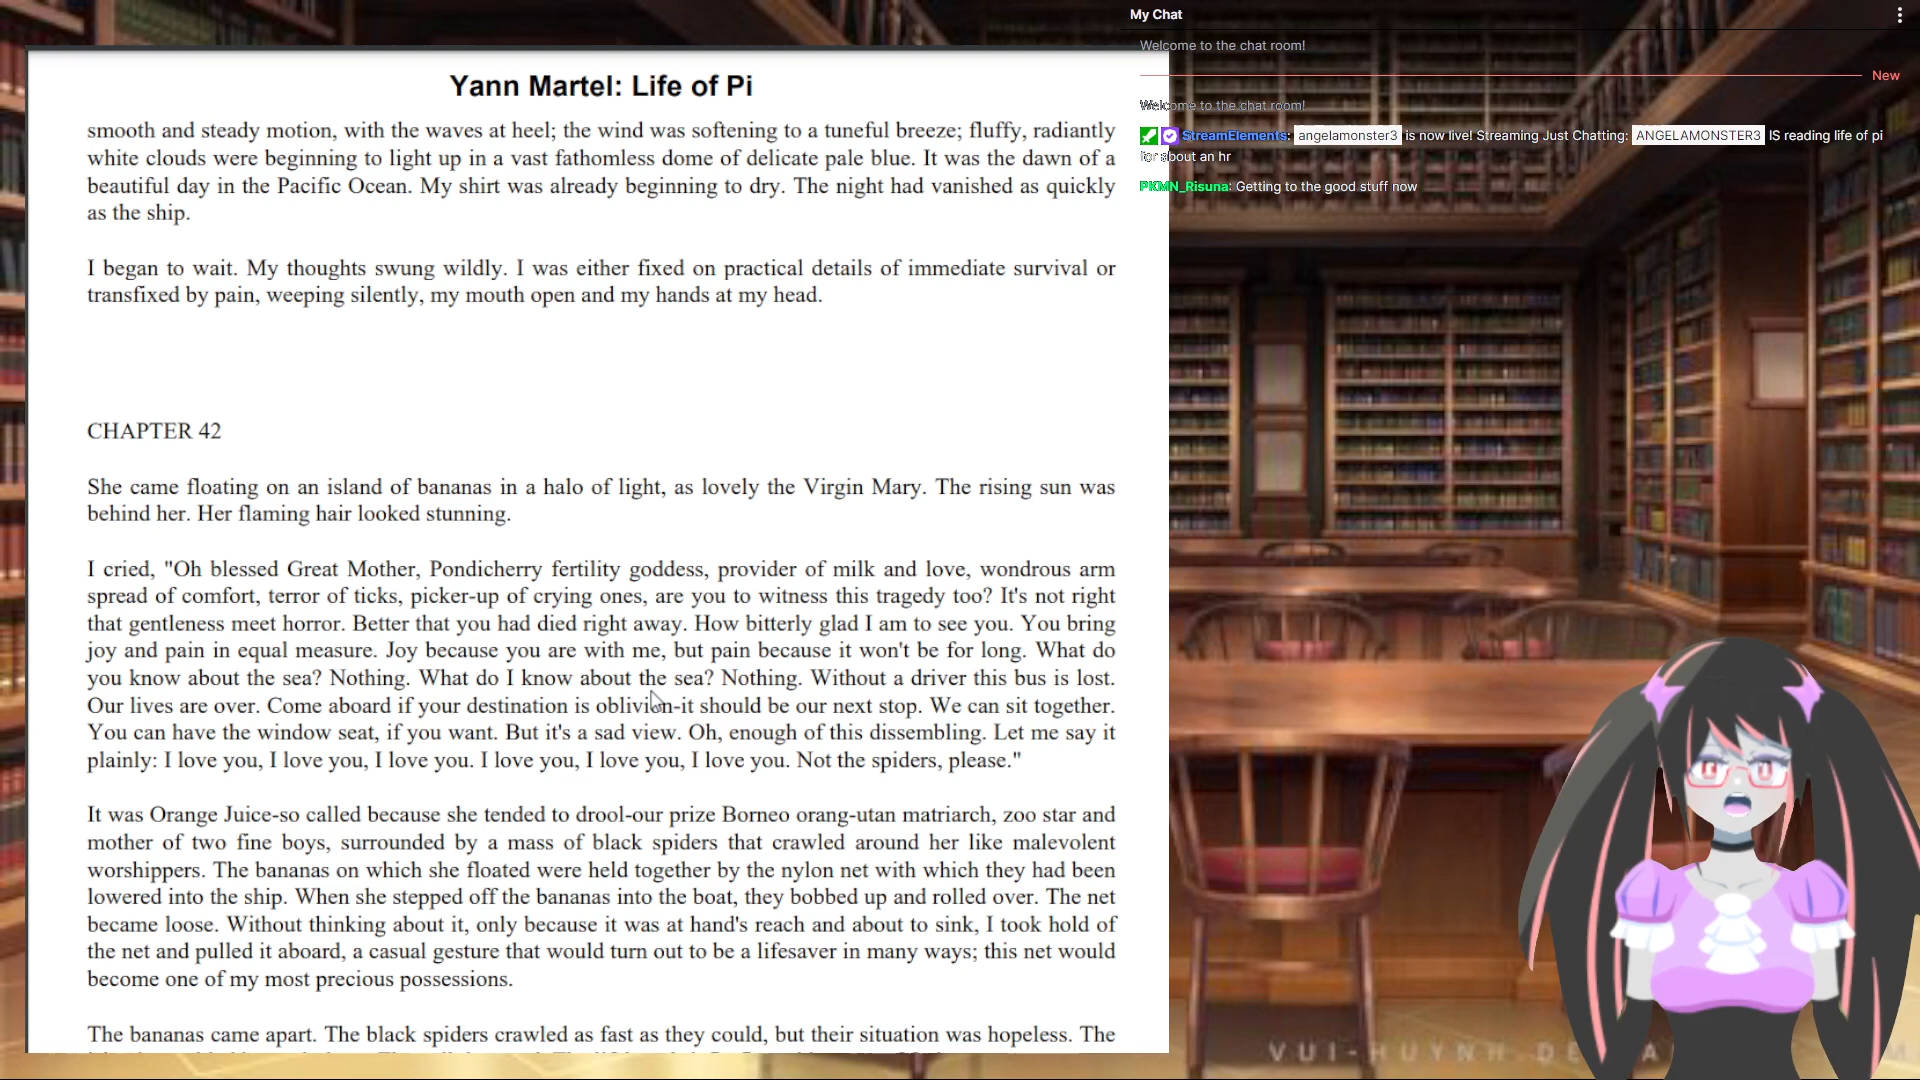 Yann Martel: Life of Pi
smooth and steady motion, with the waves at heel; the wind was softening to a tuneful breeze; fluffy, radiantly
white clouds were beginning to light up in a vast fathomless dome of delicate pale blue. It was the dawn of a
beautiful day in the Pacific Ocean. My shirt was already beginning to dry. The night had vanished as quickly
as the ship.
I began to wait. My thoughts swung wildly. I was either fixed on practical details of immediate survival or
transfixed by pain, weeping silently, my mouth open and my hands at my head.
CHAPTER 42
She came floating on an island of bananas in a halo of light, as lovely the Virgin Mary. The rising sun was
behind her. Her flaming hair looked stunning.
I cried, "Oh blessed Great Mother, Pondicherry fertility goddess, provider of milk and love, wondrous arm
spread of comfort, terror of ticks, picker-up of crying ones, are you to witness this tragedy too? It's not right
that gentleness meet horror. Better that you had died right away. How bitterly glad I am to see you. You bring
joy and pain in equal measure. Joy because you are with me, but pain because it won't be for long. What do
you know about the sea? Nothing. What do I know about the sea? Nothing. Without a driver this bus is lost.
Our lives are over. Come aboard if your destination is oblivion-it should be our next stop. We can sit together.
You can have the window seat, if you want. But it's a sad view. Oh, enough of this dissembling. Let me say it
plainly: I love you, I love you, I love you. I love you, I love you, I love you. Not the spiders, please."
It was Orange Juice-so called because she tended to drool-our prize Borneo orang-utan matriarch, zoo star and
mother of two fine boys, surrounded by a mass of black spiders that crawled around her like malevolent
worshippers. The bananas on which she floated were held together by the nylon net with which they had been
lowered into the ship. When she stepped off the bananas into the boat, they bobbed up and rolled over. The net
became loose. Without thinking about it, only because it was at hand's reach and about to sink, I took hold of
the net and pulled it aboard, a casual gesture that would turn out to be a lifesaver in many ways; this net would
become one of my most precious possessions.
The bananas came apart. The black spiders crawled as fast as they could, but their situation was hopeless. The
My Chat
Welcome to the chat room!
New
Welcome to the chat room!
StreamElements: angelamonster3 is now live! Streaming Just Chatting: ANGELAMONSTER3 IS reading life of pi
for about an hr
PKMN_Risuna: Getting to the good stuff now
VUI-HUYNH